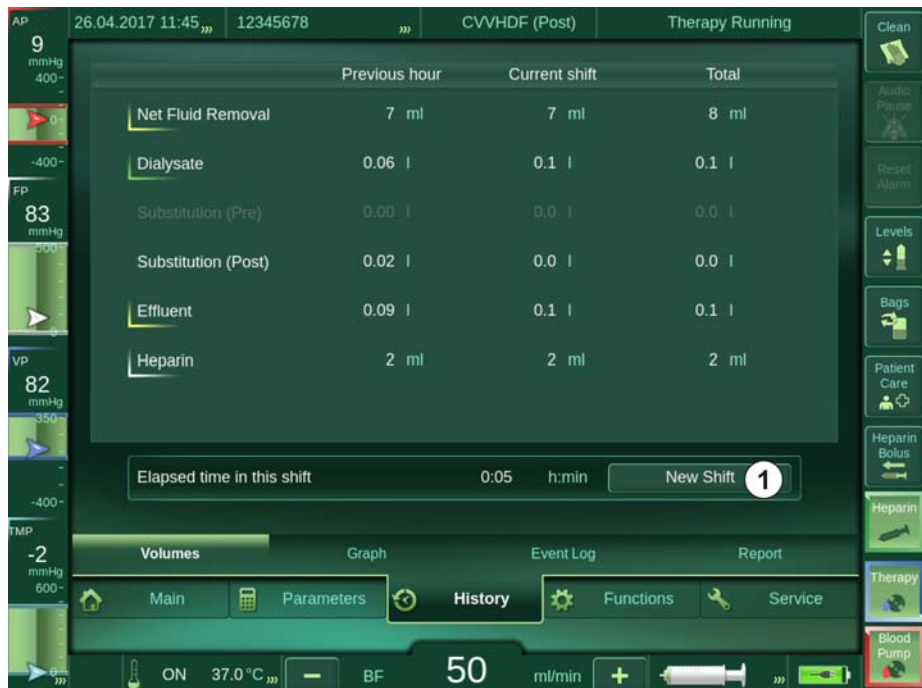 26.04.2017 11:45 12345678 CVVHDF (Post) Therapy Running
AP
9
mmHg
400
0
-400
FP
83
mmHg
500
0
VP
82
mmHg
350
-400
TMP
-2
mmHg
600
Previous hour Current shift Total
Net Fluid Removal 7 ml 7 ml 8 ml
Dialysate 0.06 l 0.1 l 0.1 l
Substitution (Pre) 0.00 l 0.0 l 0.0 l
Substitution (Post) 0.02 l 0.0 l 0.0 l
Effluent 0.09 l 0.1 l 0.1 l
Heparin 2 ml 2 ml 2 ml
Elapsed time in this shift 0:05 h:min New Shift 1
Volumes Graph Event Log Report
Main Parameters History Functions Service
ON 37.0 °C − BF 50 ml/min +
Clean
Audio
Pause
Reset
Alarm
Levels
Bags
Patient
Care
Heparin
Bolus
Heparin
Therapy
Blood
Pump